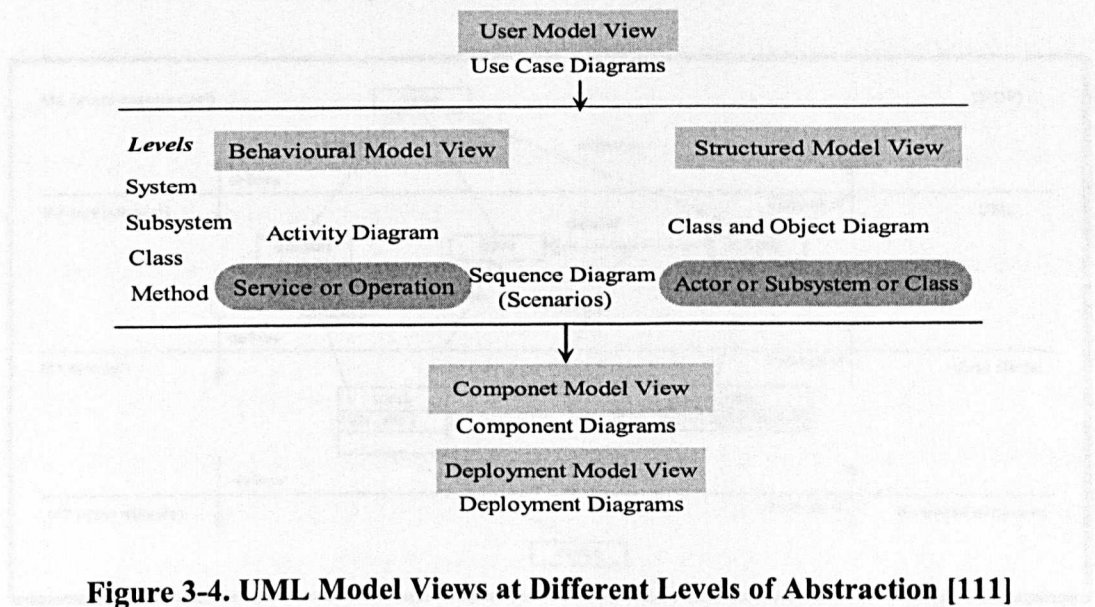 User Model View
Use Case Diagrams
Levels
Behavioural Model View
Structured Model View
System
Subsystem
Activity Diagram
Class and Object Diagram
Class
Method
Service or Operation
Sequence Diagram
(Scenarios)
Actor or Subsystem or Class
Componet Model View
Component Diagrams
Deployment Model View
Deployment Diagrams
Figure 3-4. UML Model Views at Different Levels of Abstraction [111]